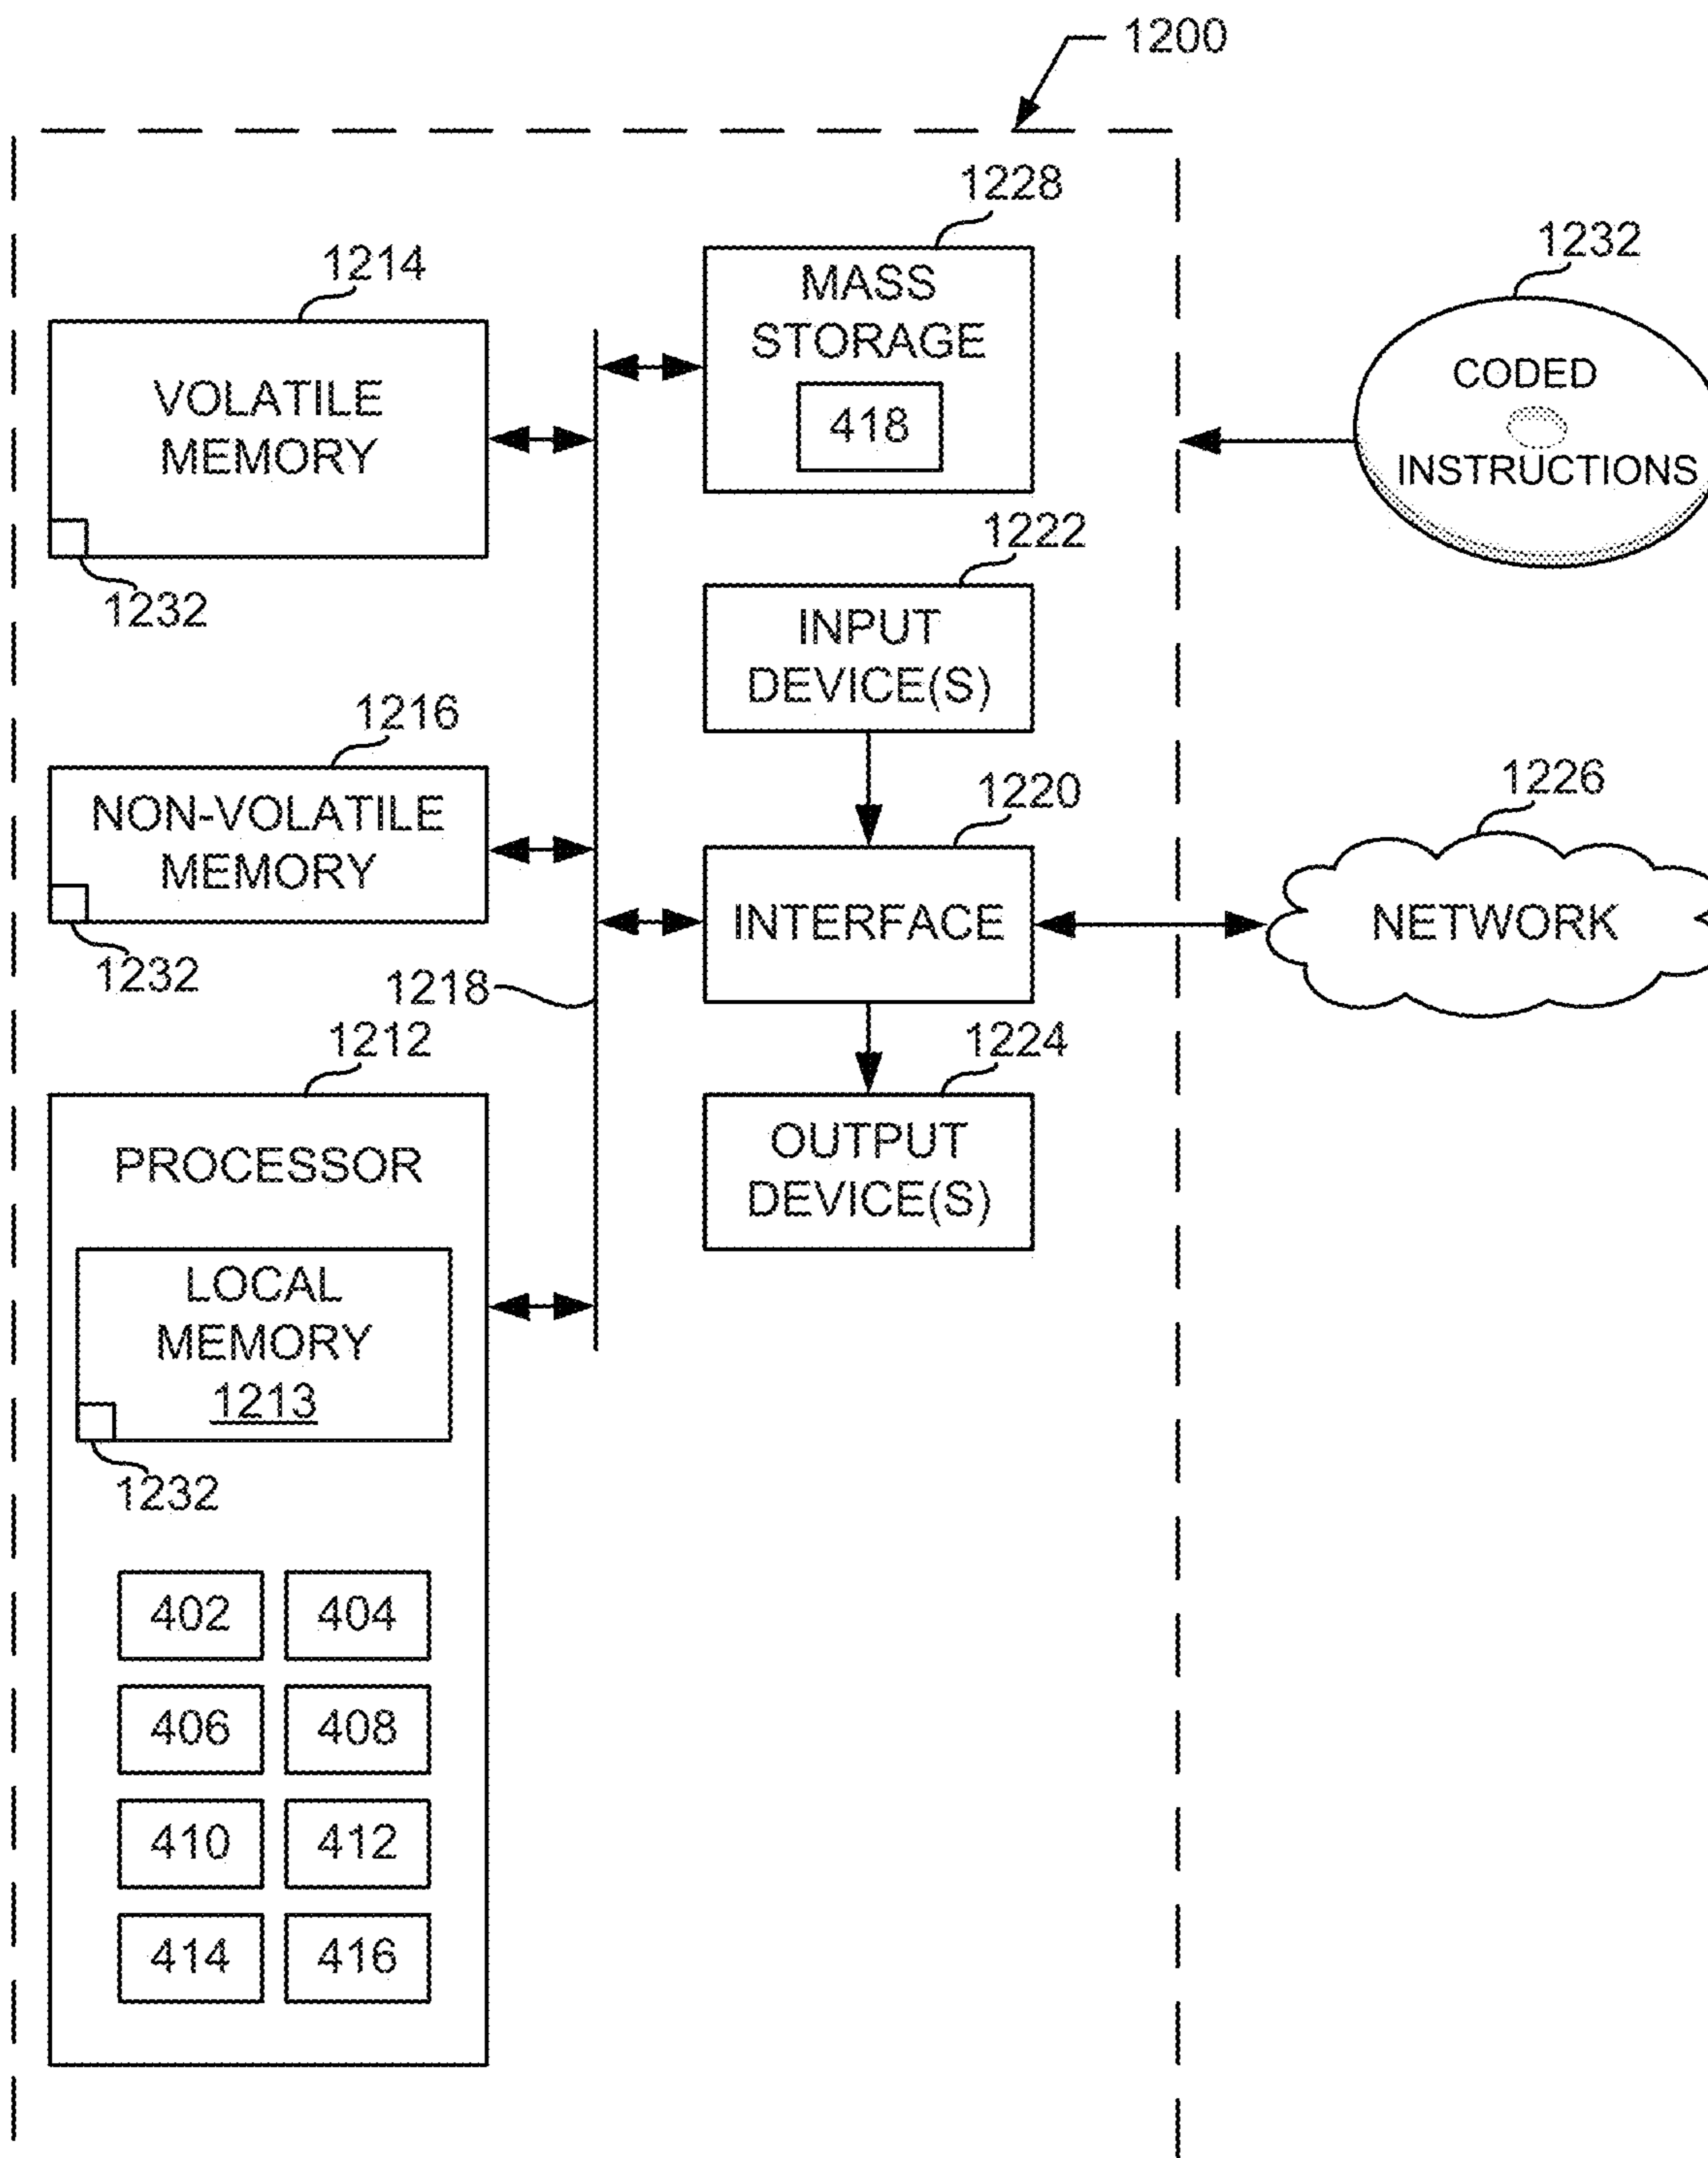 1200
1228
1232
1214
MASS
STORAGE
418
VOLATILE
MEMORY
CODED
INSTRUCTIONS
1232
1222
INPUT
DEVICE(S)
1216
1220
1226
NON-VOLATILE
MEMORY
INTERFACE
NETWORK
1232
1218
1212
1224
PROCESSOR
OUTPUT
DEVICE(S)
LOCAL
MEMORY
1213
1232
402 404
406 408
410 412
414 416